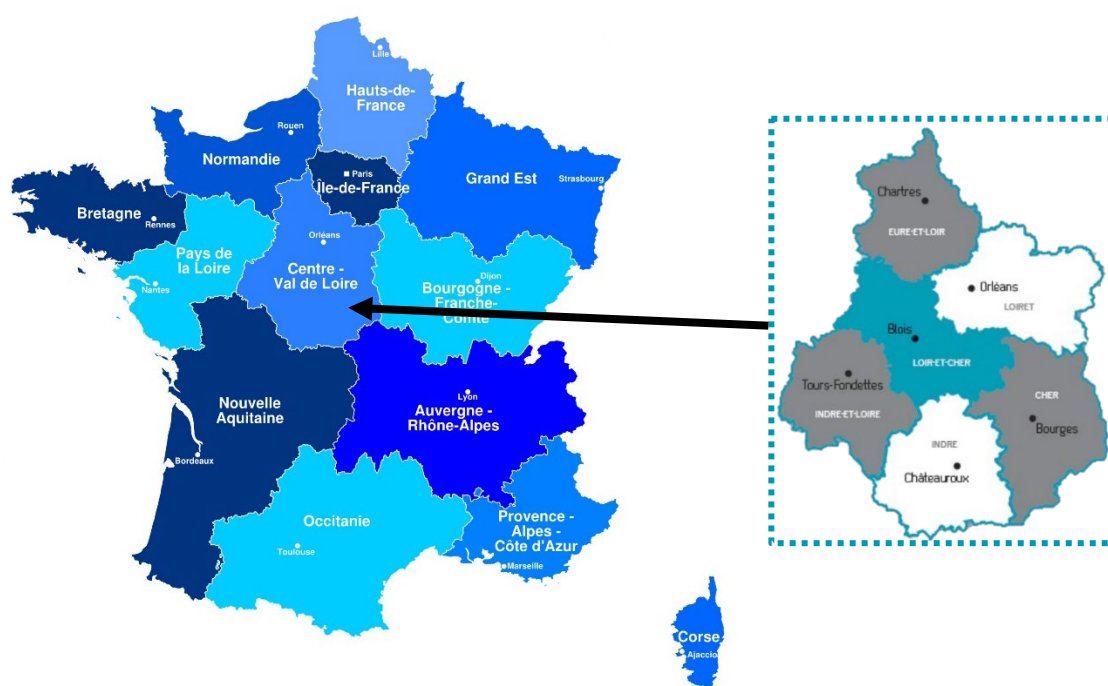 Lille
Hauts-de-
France
Rouen
Normandie
Paris
Île-de-France
Grand Est
Strasbourg
Bretagne
Rennes
Pays de
la Loire
Nantes
Orléans
Centre -
Val de Loire
Dijon
Bourgogne -
Franche-
Comté
Nouvelle
Aquitaine
Bordeaux
Lyon
Auvergne -
Rhône-Alpes
Occitanie
Toulouse
Provence -
Alpes -
Côte d'Azur
Marseille
Corse
Ajaccio
Chartres
EURE-ET-LOIR
Orléans
LOIRET
Blois
LOIR-ET-CHER
Tours-Fondettes
INDRE-ET-LOIRE
CHER
Bourges
INDRE
Châteauroux